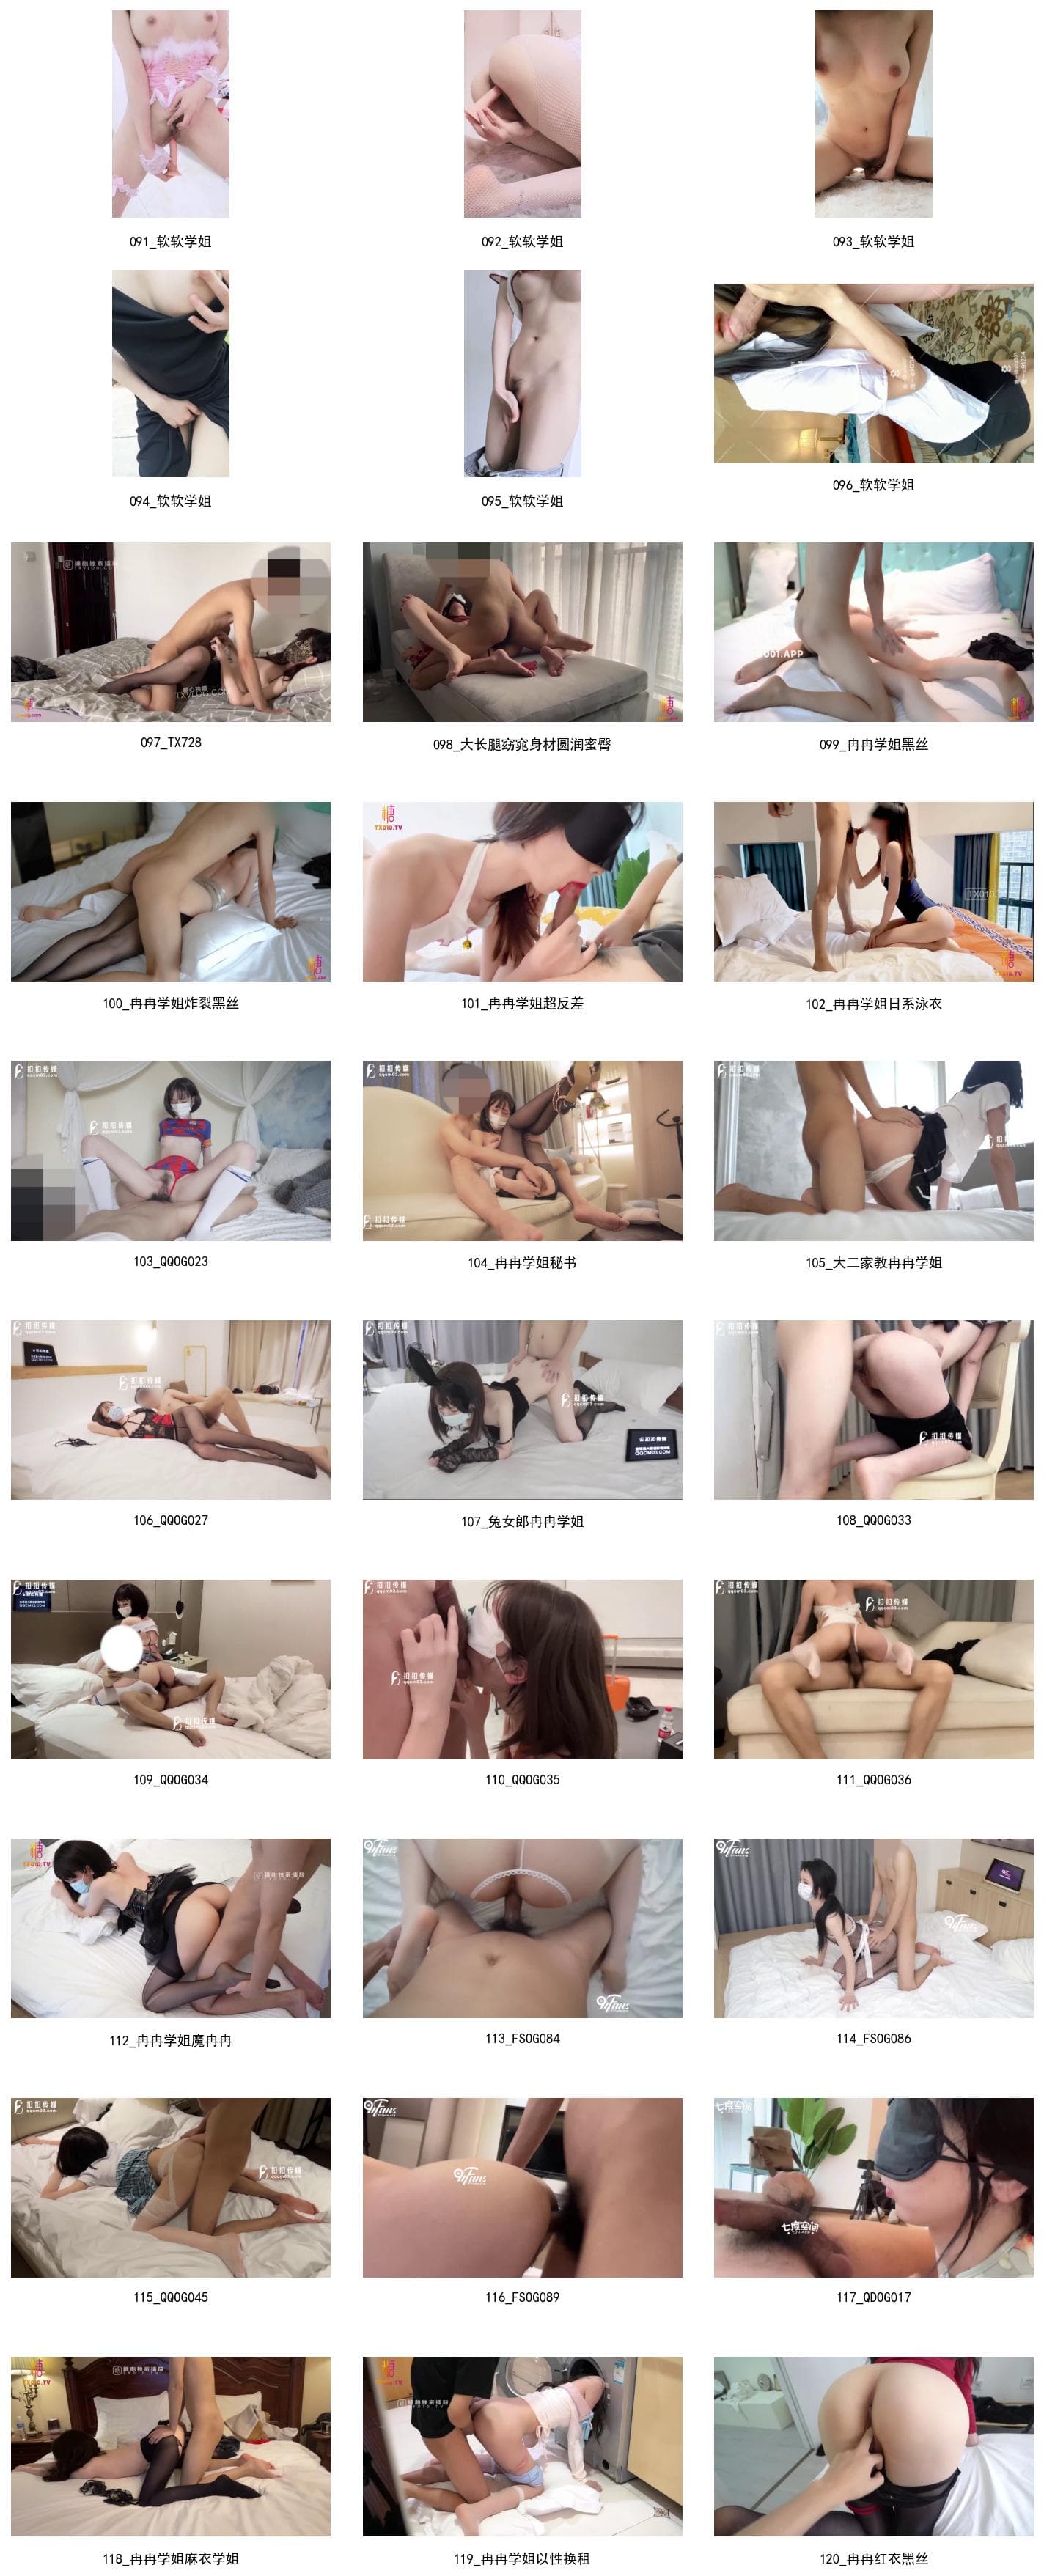 091_软软学姐
092_软软学姐
093_软软学姐
094_软软学姐
095_软软学姐
096_软软学姐
097_TX728
098_大长腿窈窕身材圆润蜜臀
099_冉冉学姐黑丝
100_冉冉学姐炸裂黑丝
101_冉冉学姐超反差
102_冉冉学姐日系泳衣
103_QQOG023
104_冉冉学姐秘书
105_大二家教冉冉学姐
106_QQOG027
107_兔女郎冉冉学姐
108_QQOG033
109_QQOG034
110_QQOG035
111_QQOG036
112_冉冉学姐魔冉冉
113_FSOG084
114_FSOG086
115_QQOG045
116_FSOG089
117_QDOG017
118_冉冉学姐麻衣学姐
119_冉冉学姐以性换租
120_冉冉红衣黑丝